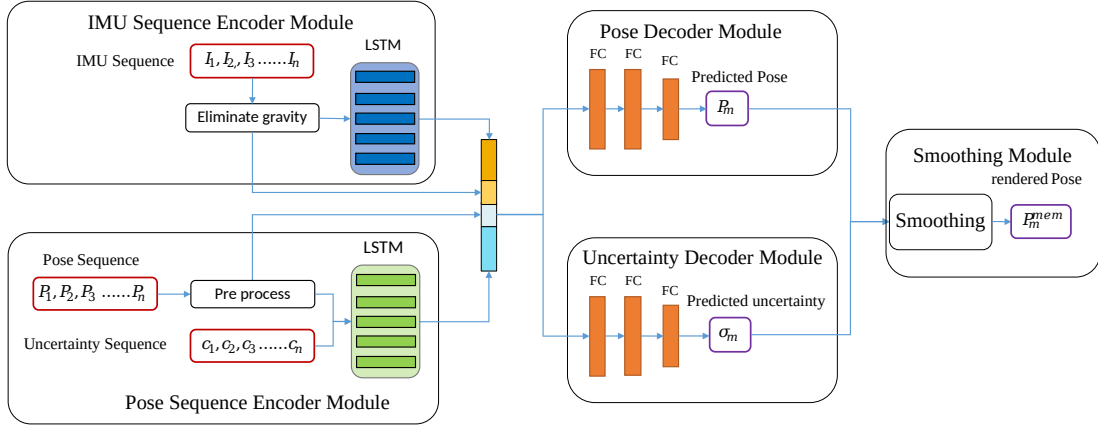 IMU Sequence Encoder Module
LSTM
IMU Sequence
I₁, I₂, I₃ ...... Iₙ
Eliminate gravity
Pose Sequence
P₁, P₂, P₃ ...... Pₙ
Pre process
Uncertainty Sequence
c₁, c₂, c₃ ...... cₙ
LSTM
Pose Sequence Encoder Module
Pose Decoder Module
FC
FC
FC
Predicted Pose
Pₘ
Uncertainty Decoder Module
FC
FC
FC
Predicted uncertainty
σₘ
Smoothing Module
rendered Pose
Smoothing
Pₘᵐᵉᵐ